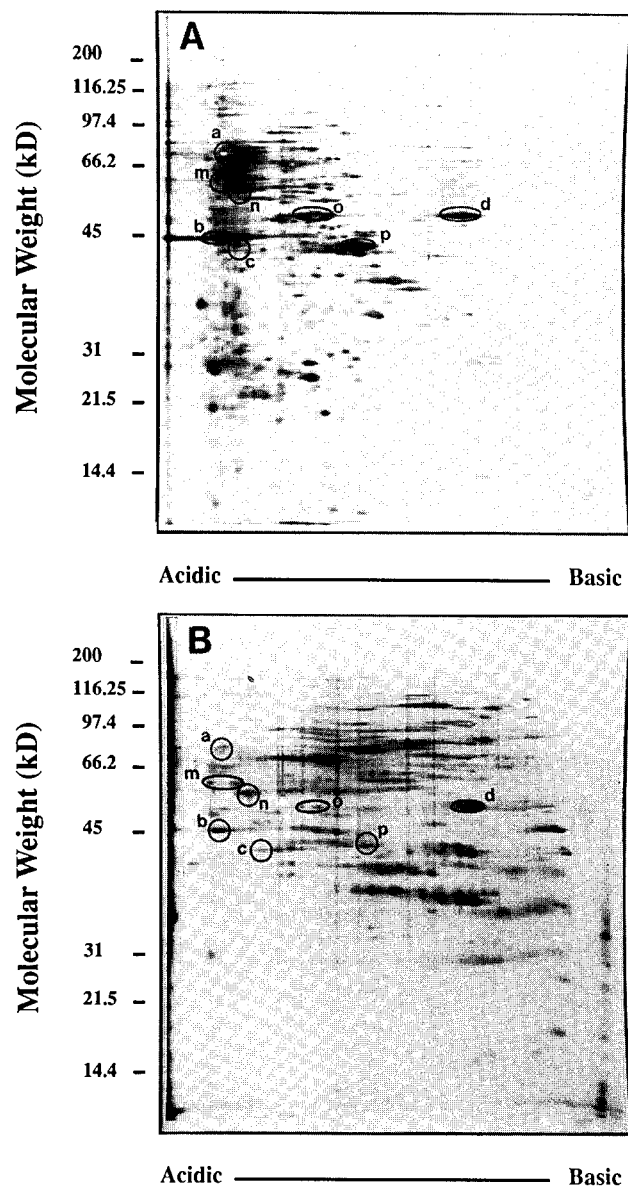 A
Molecular Weight (kD)
200
116.25
97.4
66.2
45
31
21.5
14.4
a
m
n
o
d
b
c
p
Acidic
Basic
B
Molecular Weight (kD)
200
116.25
97.4
66.2
45
31
21.5
14.4
a
m
n
o
d
b
c
p
Acidic
Basic